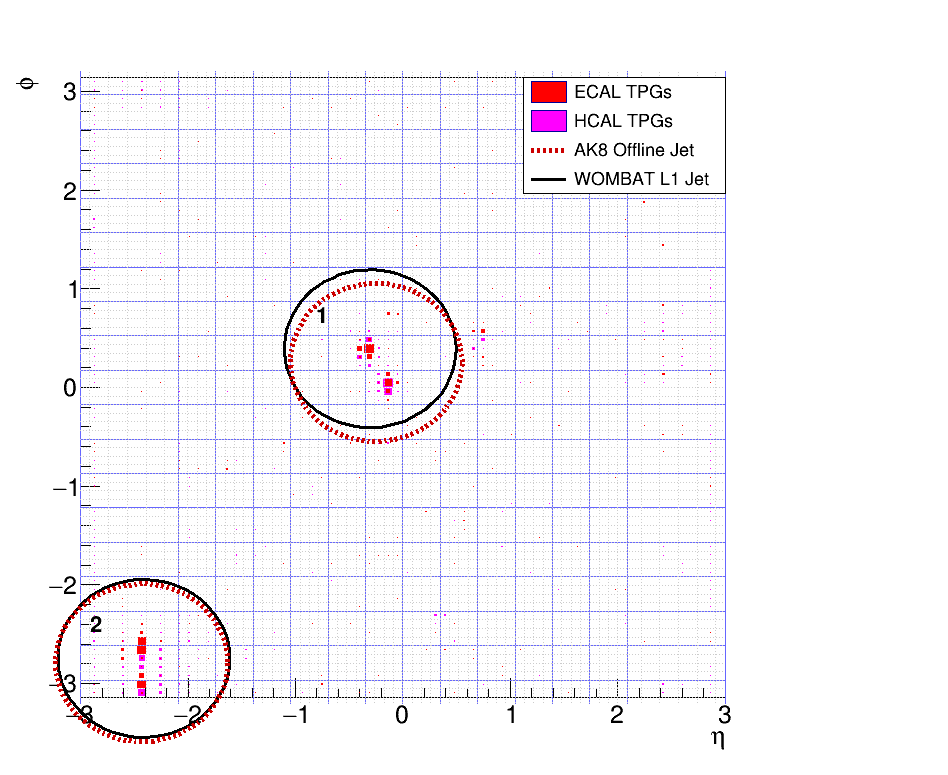 φ
ECAL TPGs
HCAL TPGs
AK8 Offline Jet
WOMBAT L1 Jet
3
2
1
0
−1
−2
−3
1
2
−3 −2 −1 0 1 2 3
η